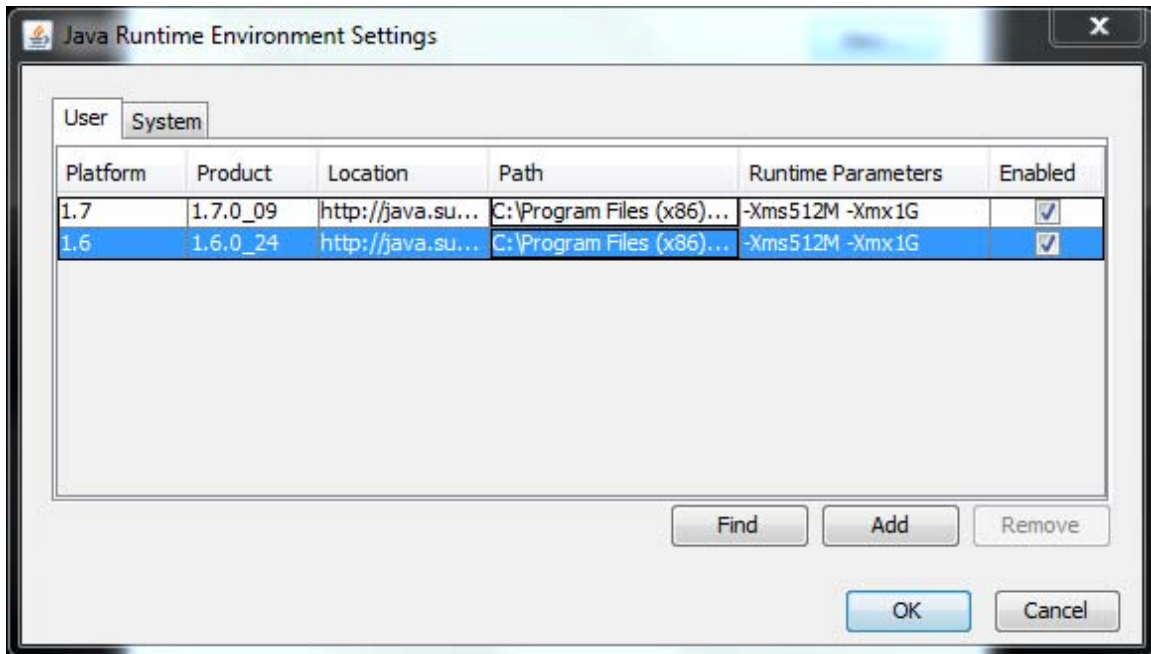 Java Runtime Environment Settings
User System
Platform Product Location Path Runtime Parameters Enabled
1.7 1.7.0_09 http://java.su... C:\Program Files (x86)... -Xms512M -Xmx1G
1.6 1.6.0_24 http://java.su... C:\Program Files (x86)... -Xms512M -Xmx1G
Find Add Remove
OK Cancel